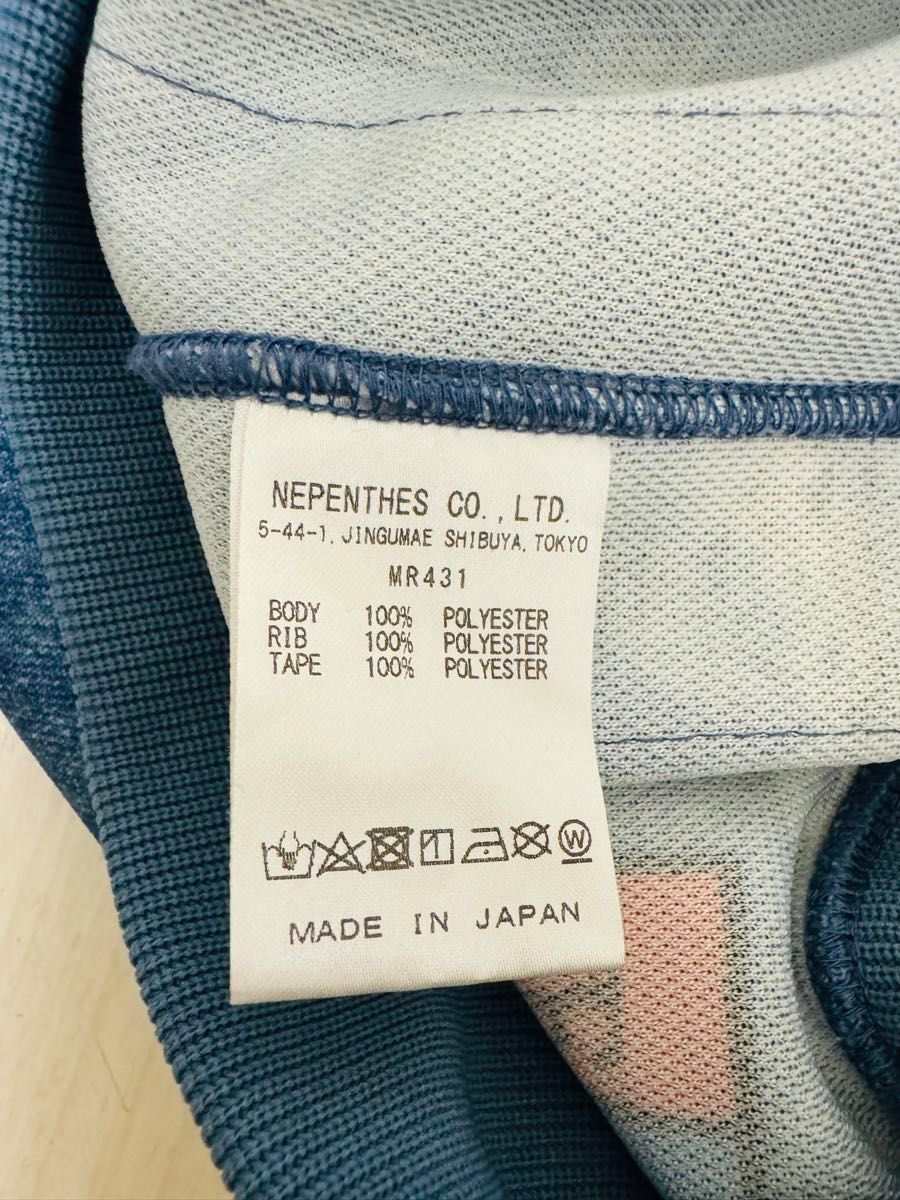 NEPENTHES CO., LTD.
5-44-1, JINGUMAE SHIBUYA, TOKYO
MR431
BODY 100% POLYESTER
RIB 100% POLYESTER
TAPE 100% POLYESTER
W
MADE IN JAPAN